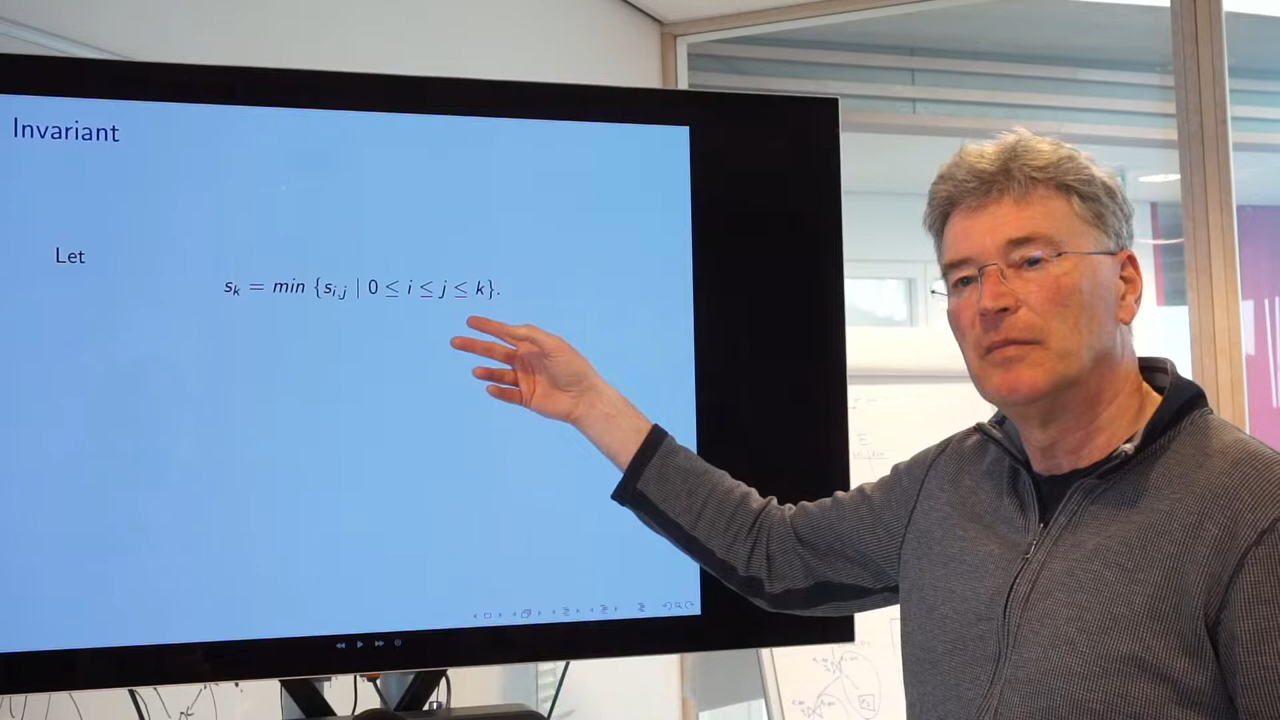 Invariant
Let
s_k = min {s_{i,j} | 0 ≤ i ≤ j ≤ k}.